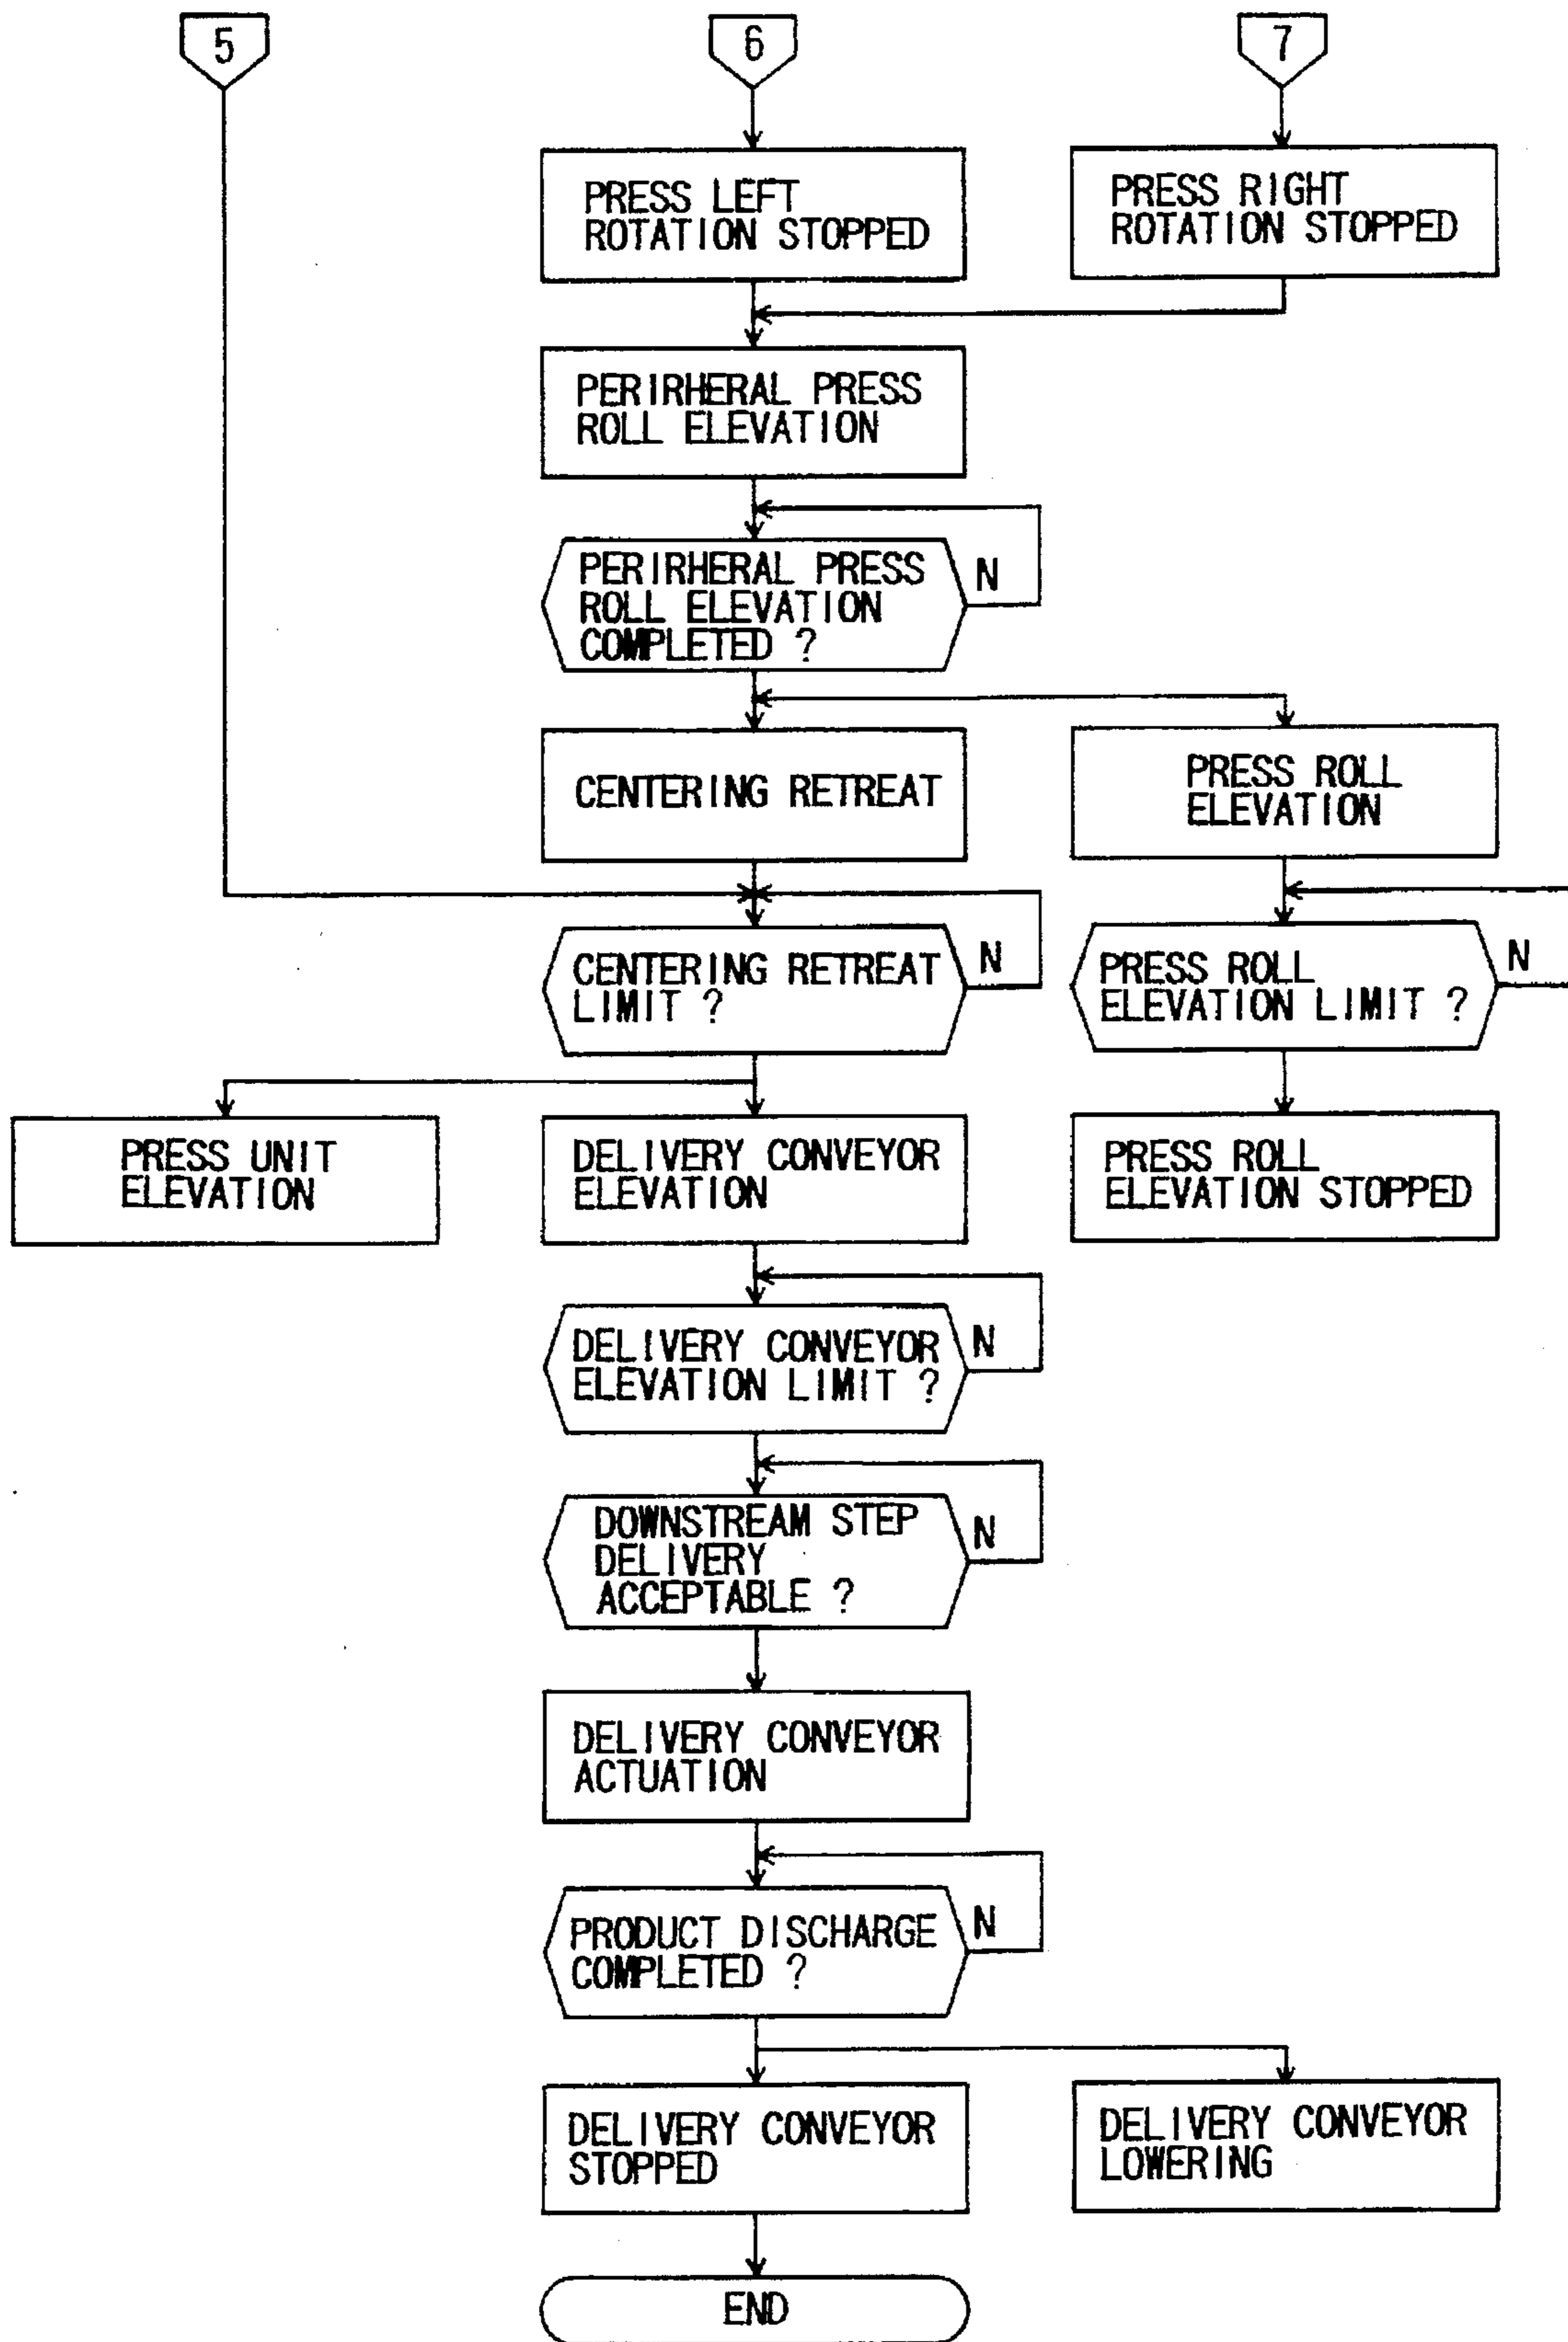 5
6
7
PRESS LEFT
ROTATION STOPPED
PRESS RIGHT
ROTATION STOPPED
PERIRHERAL PRESS
ROLL ELEVATION
PERIRHERAL PRESS
ROLL ELEVATION
COMPLETED ?
N
CENTERING RETREAT
PRESS ROLL
ELEVATION
CENTERING RETREAT
LIMIT ?
N
PRESS ROLL
ELEVATION LIMIT ?
N
PRESS UNIT
ELEVATION
DELIVERY CONVEYOR
ELEVATION
PRESS ROLL
ELEVATION STOPPED
DELIVERY CONVEYOR
ELEVATION LIMIT ?
N
DOWNSTREAM STEP
DELIVERY
ACCEPTABLE ?
N
DELIVERY CONVEYOR
ACTUATION
PRODUCT DISCHARGE
COMPLETED ?
N
DELIVERY CONVEYOR
STOPPED
DELIVERY CONVEYOR
LOWERING
END